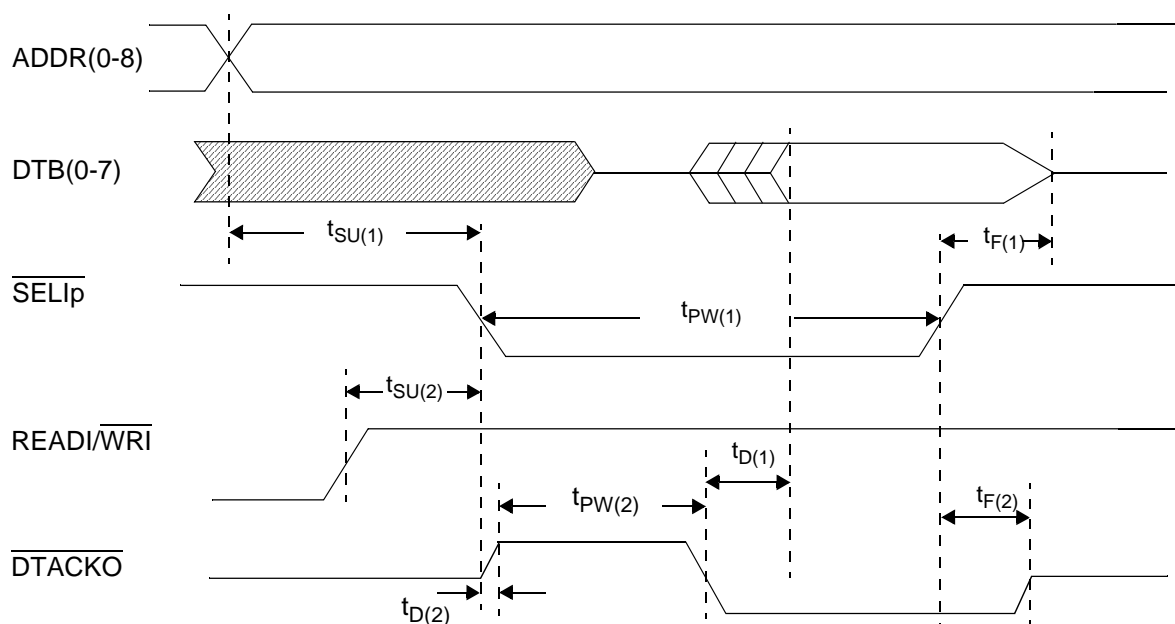 ADDR(0-8)
DTB(0-7)
tSU(1)
tF(1)
SELIp
tPW(1)
tSU(2)
READI/WRI
tD(1)
tPW(2)
tF(2)
DTACKO
tD(2)